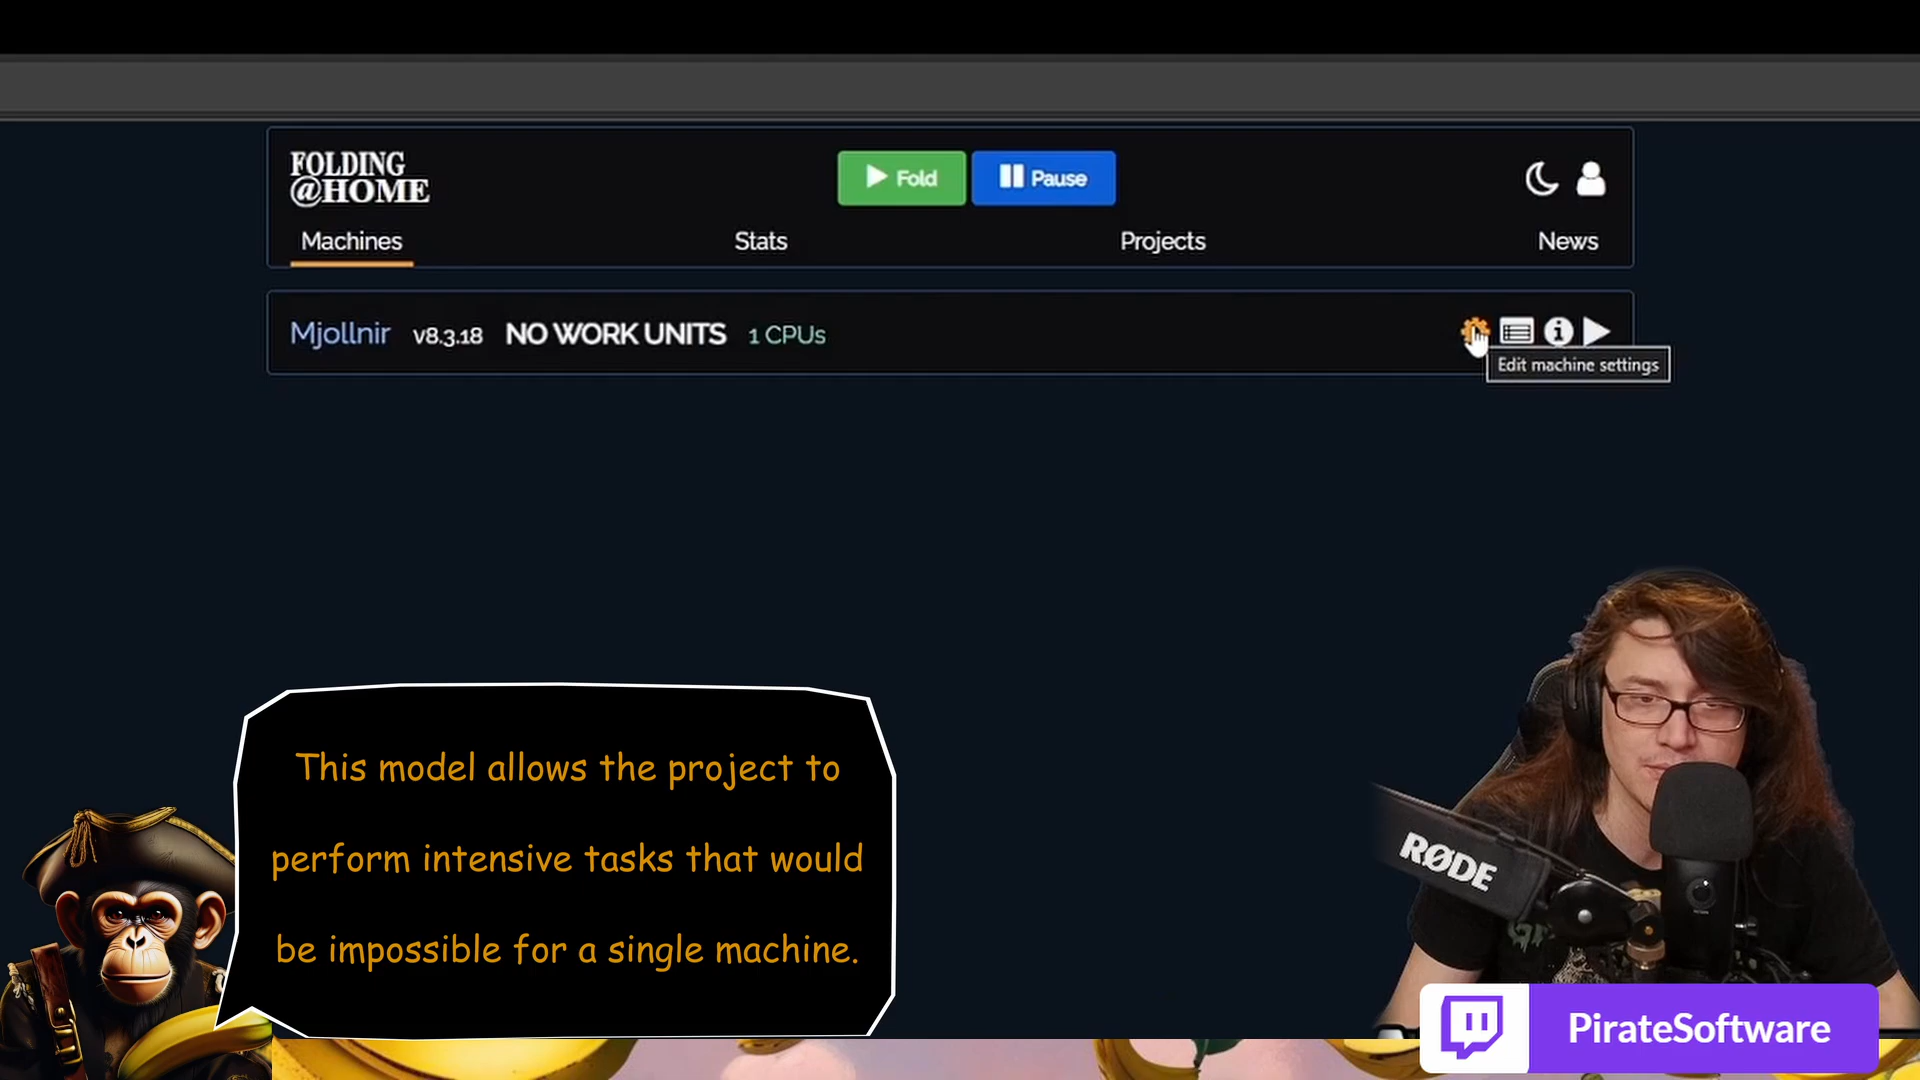 FOLDING
@HOME
Fold
Pause
Machines
Stats
Projects
News
Mjollnir v8.3.18 NO WORK UNITS 1 CPUs
Edit machine settings
This model allows the project to
perform intensive tasks that would
be impossible for a single machine.
RØDE
PirateSoftware